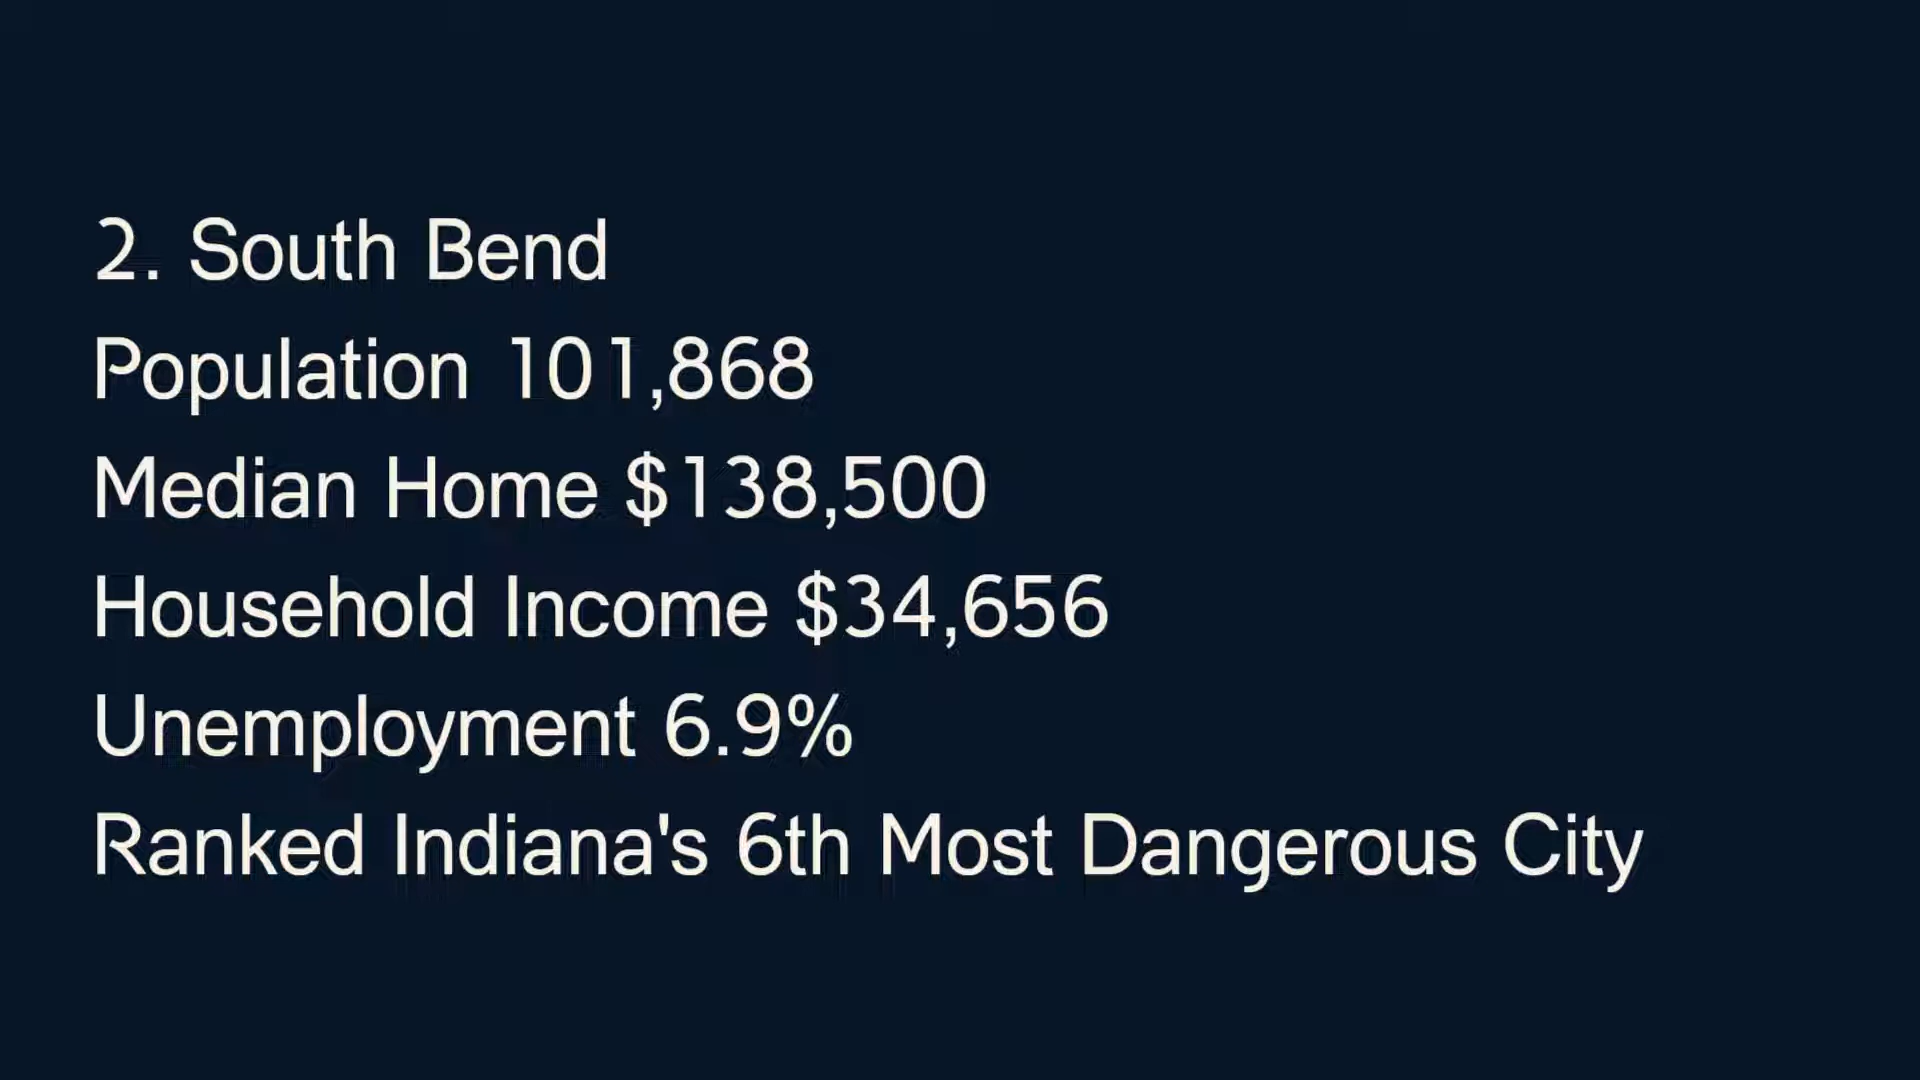 2. South Bend
Population 101,868
Median Home $138,500
Household Income $34,656
Unemployment 6.9%
Ranked Indiana's 6th Most Dangerous City